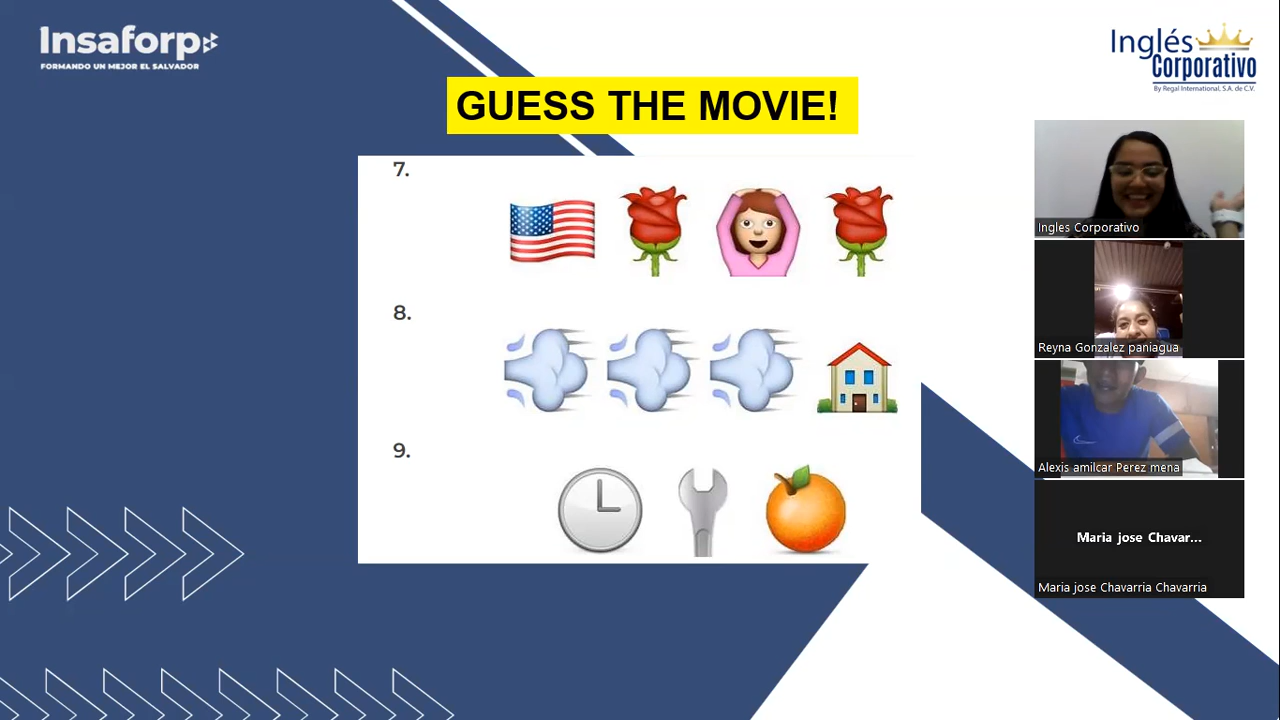 Insaforp
FORMANDO UN MEJOR EL SALVADOR
Inglés
Corporativo
By Regal International, S.A. de C.V.
GUESS THE MOVIE!
7.
8.
9.
Ingles Corporativo
Reyna Gonzalez paniagua
Alexis amilcar Perez mena
Maria jose Chavar...
Maria jose Chavarria Chavarria